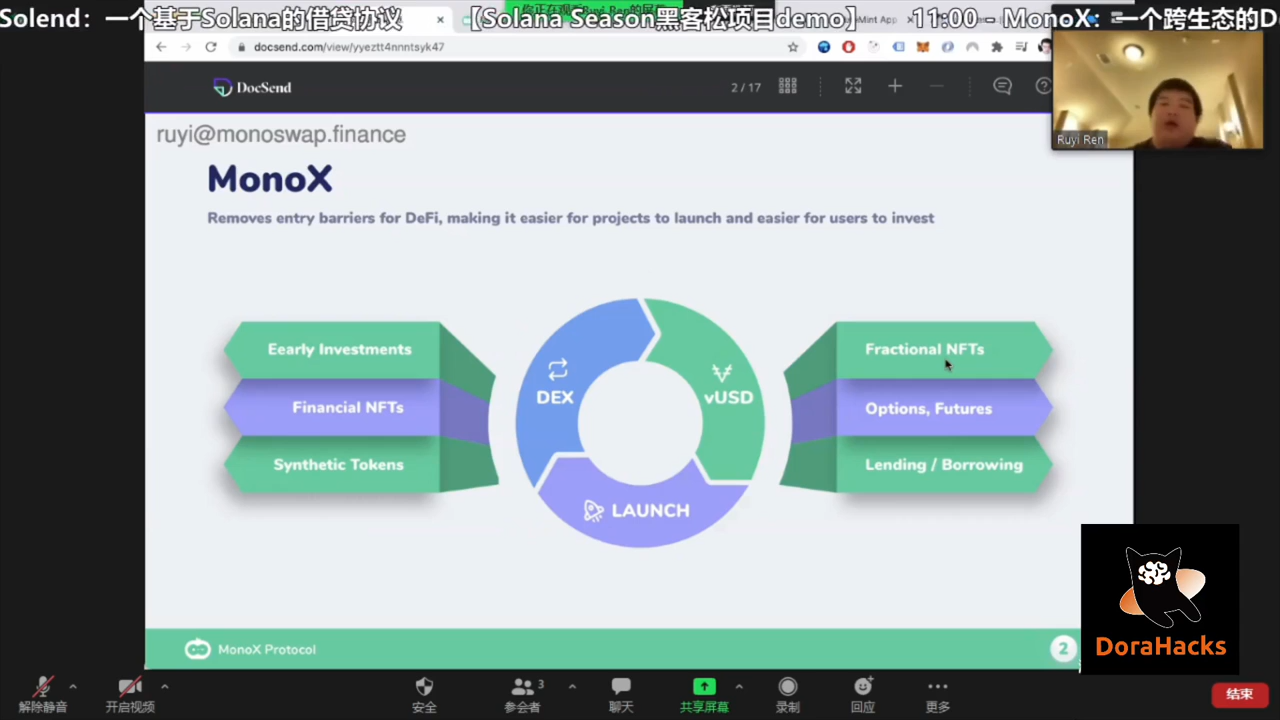 Solend：一个基于Solana的借贷协议
【Solana Season黑客松项目demo】
11:00 - MonoX：一个跨生态的D
docsend.com/view/yyeztt4nnntsyk47
DocSend
2 / 17
ruyi@monoswap.finance
Ruyi Ren
MonoX
Removes entry barriers for DeFi, making it easier for projects to launch and easier for users to invest
Eearly Investments
Financial NFTs
Synthetic Tokens
DEX
vUSD
LAUNCH
Fractional NFTs
Options, Futures
Lending / Borrowing
MonoX Protocol
2
DoraHacks
解除静音
开启视频
安全
3
参会者
聊天
共享屏幕
录制
回应
更多
结束